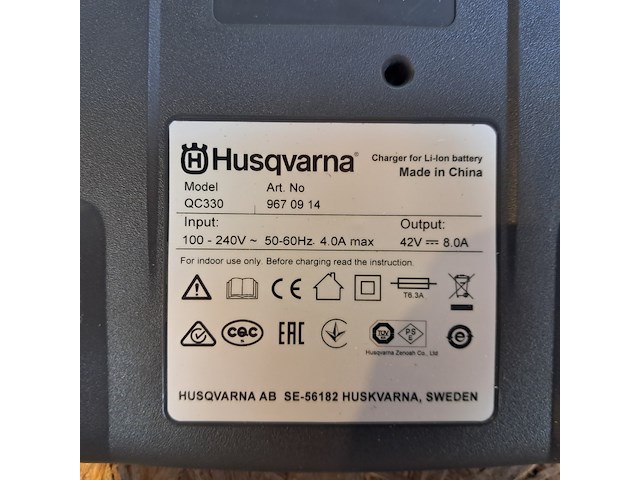 Husqvarna
Husqvarna® Charger for Li-Ion battery
Made in China
Model Art. No
QC330 967 09 14
Input: Output:
100 - 240V ~ 50-60Hz 4.0A max 42V ⎓ 8.0A
For indoor use only. Before charging read the instruction.
T6.3A
CQC EAC TUV PS E
Husqvarna Zenoah Co., Ltd
HUSQVARNA AB SE-56182 HUSKVARNA, SWEDEN